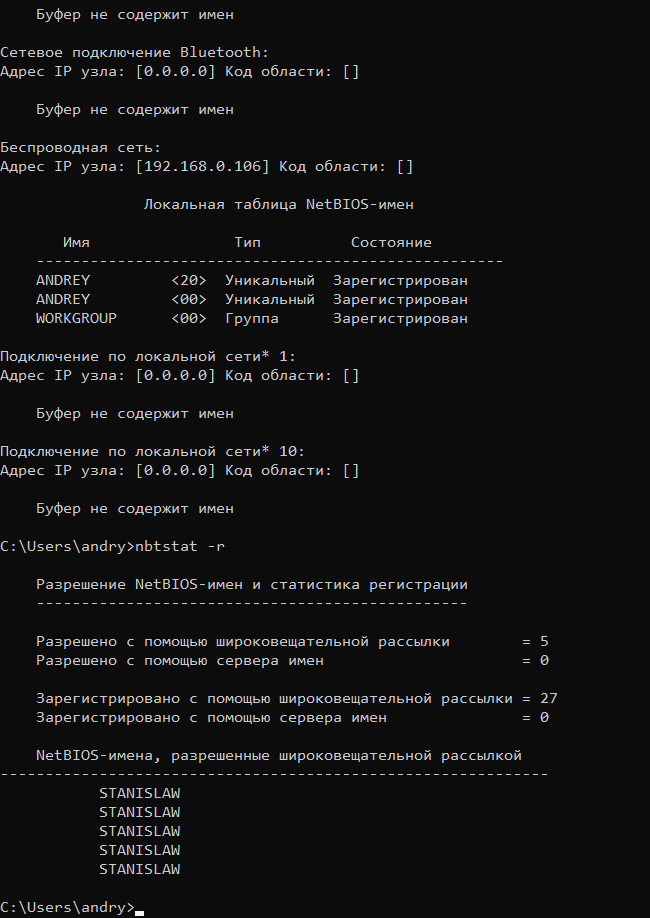 Буфер не содержит имен
Сетевое подключение Bluetooth:
Адрес IP узла: [0.0.0.0] Код области: []
Буфер не содержит имен
Беспроводная сеть:
Адрес IP узла: [192.168.0.106] Код области: []
Локальная таблица NetBIOS-имен
Имя Тип Состояние
----------------------------------------------------
ANDREY <20> Уникальный Зарегистрирован
ANDREY <00> Уникальный Зарегистрирован
WORKGROUP <00> Группа Зарегистрирован
Подключение по локальной сети* 1:
Адрес IP узла: [0.0.0.0] Код области: []
Буфер не содержит имен
Подключение по локальной сети* 10:
Адрес IP узла: [0.0.0.0] Код области: []
Буфер не содержит имен
C:\Users\andry>nbtstat -r
Разрешение NetBIOS-имен и статистика регистрации
------------------------------------------------
Разрешено с помощью широковещательной рассылки = 5
Разрешено с помощью сервера имен = 0
Зарегистрировано с помощью широковещательной рассылки = 27
Зарегистрировано с помощью сервера имен = 0
NetBIOS-имена, разрешенные широковещательной рассылкой
-------------------------------------------------------------
STANISLAW
STANISLAW
STANISLAW
STANISLAW
STANISLAW
C:\Users\andry>